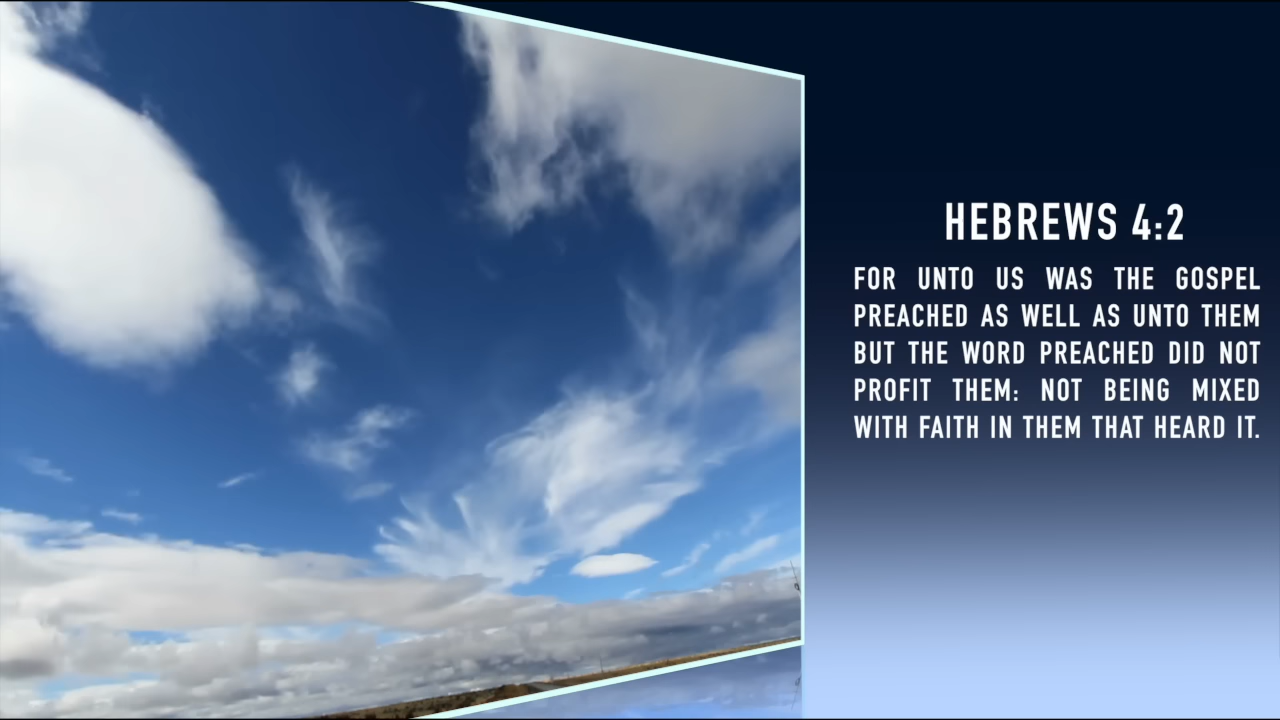 HEBREWS 4:2
FOR UNTO US WAS THE GOSPEL
PREACHED AS WELL AS UNTO THEM
BUT THE WORD PREACHED DID NOT
PROFIT THEM: NOT BEING MIXED
WITH FAITH IN THEM THAT HEARD IT.